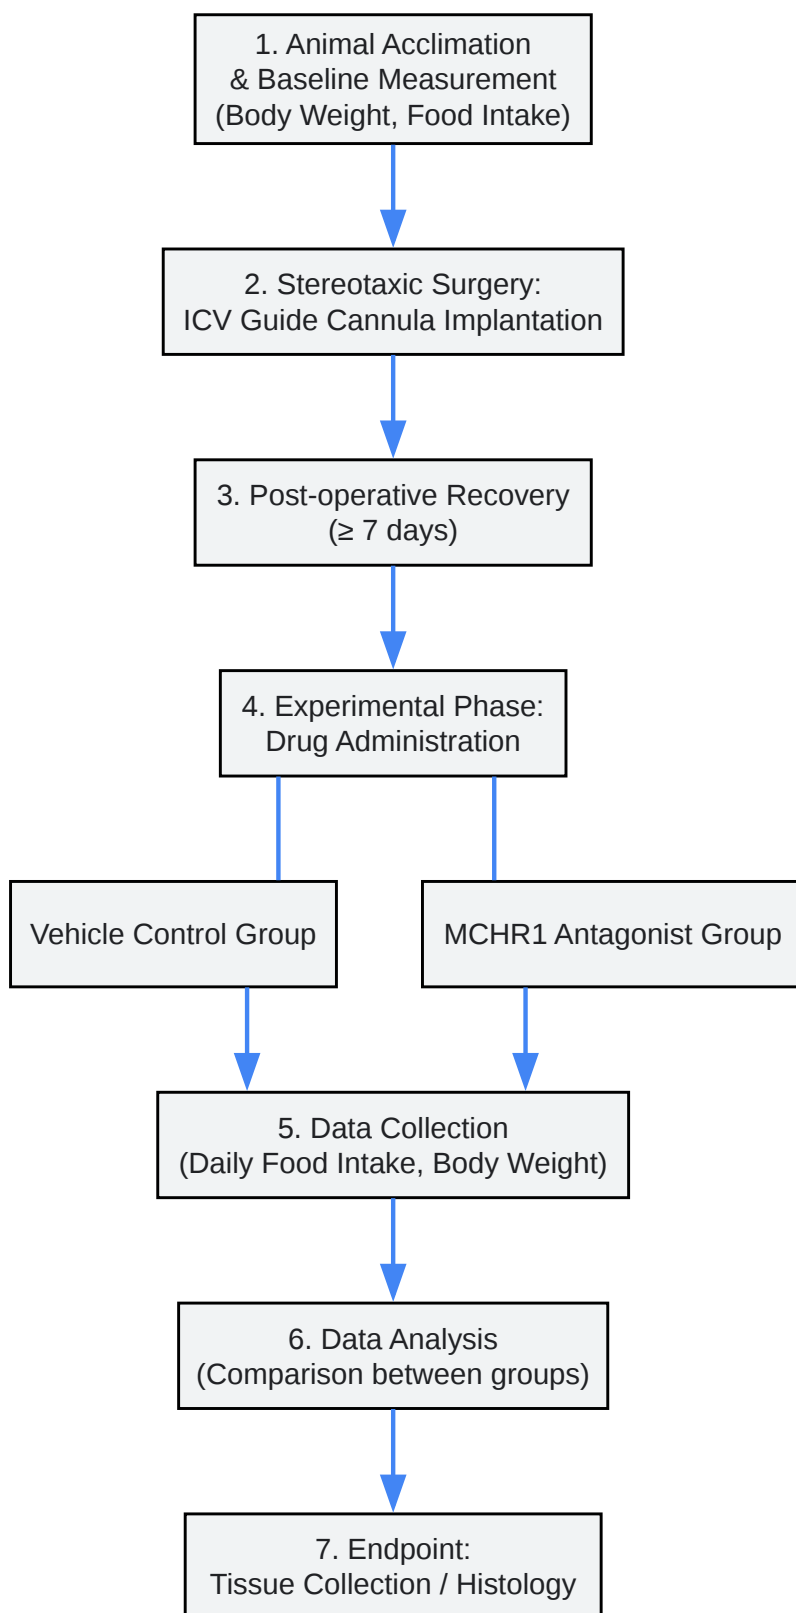 1. Animal Acclimation
& Baseline Measurement
(Body Weight, Food Intake)
2. Stereotaxic Surgery:
ICV Guide Cannula Implantation
3. Post-operative Recovery
(≥ 7 days)
4. Experimental Phase:
Drug Administration
Vehicle Control Group
MCHR1 Antagonist Group
5. Data Collection
(Daily Food Intake, Body Weight)
6. Data Analysis
(Comparison between groups)
7. Endpoint:
Tissue Collection / Histology